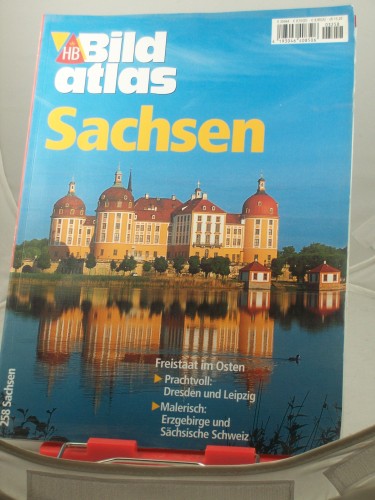 HB
Bild
atlas
Sachsen
Freistaat im Osten
Prachtvoll:
Dresden und Leipzig
Malerisch:
Erzgebirge und
Sächsische Schweiz
258 Sachsen